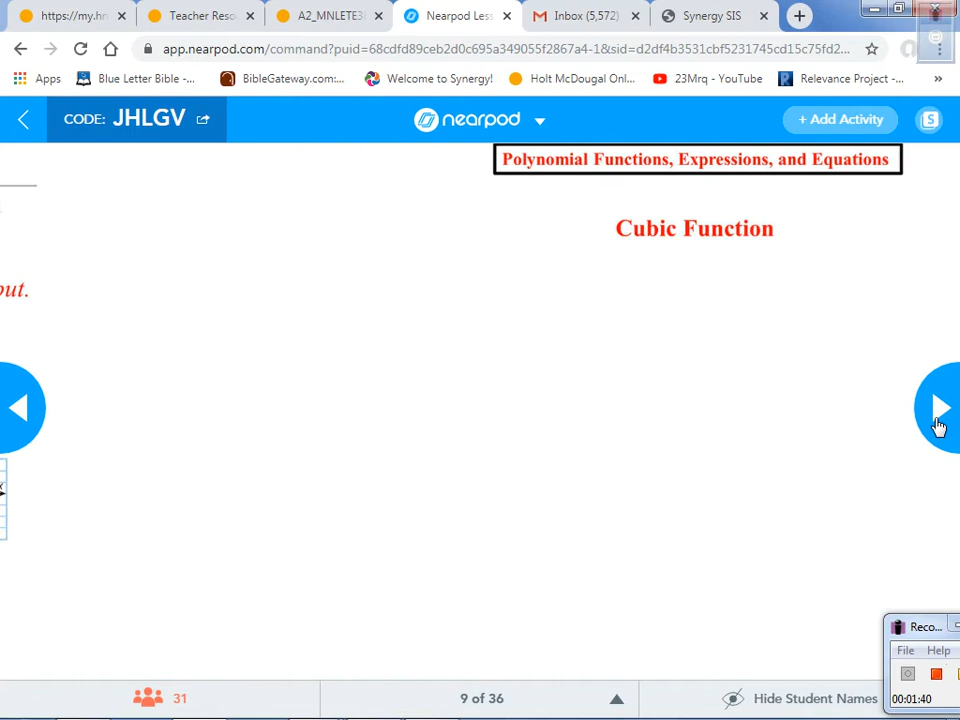 https://my.hr
Teacher Reso
A2_MNLETE3
Nearpod Less
Inbox (5,572)
Synergy SIS
app.nearpod.com/command?puid=68cdfd89ceb2d0c695a349055f2867a4-1&sid=d2df4b3531cbf5231745cd15c75fd2...
Apps
Blue Letter Bible -...
BibleGateway.com:...
Welcome to Synergy!
Holt McDougal Onl...
23Mrq - YouTube
Relevance Project -...
»
CODE: JHLGV
nearpod
+ Add Activity
S
Polynomial Functions, Expressions, and Equations
Cubic Function
out.
x
31
9 of 36
Hide Student Names
Reco...
File Help
00:01:40